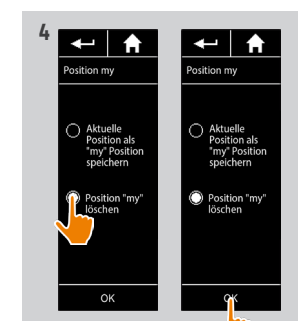 4
Position my
Aktuelle
Position als
"my" Position
speichern
Position "my"
löschen
OK
Position my
Aktuelle
Position als
"my" Position
speichern
Position "my"
löschen
OK